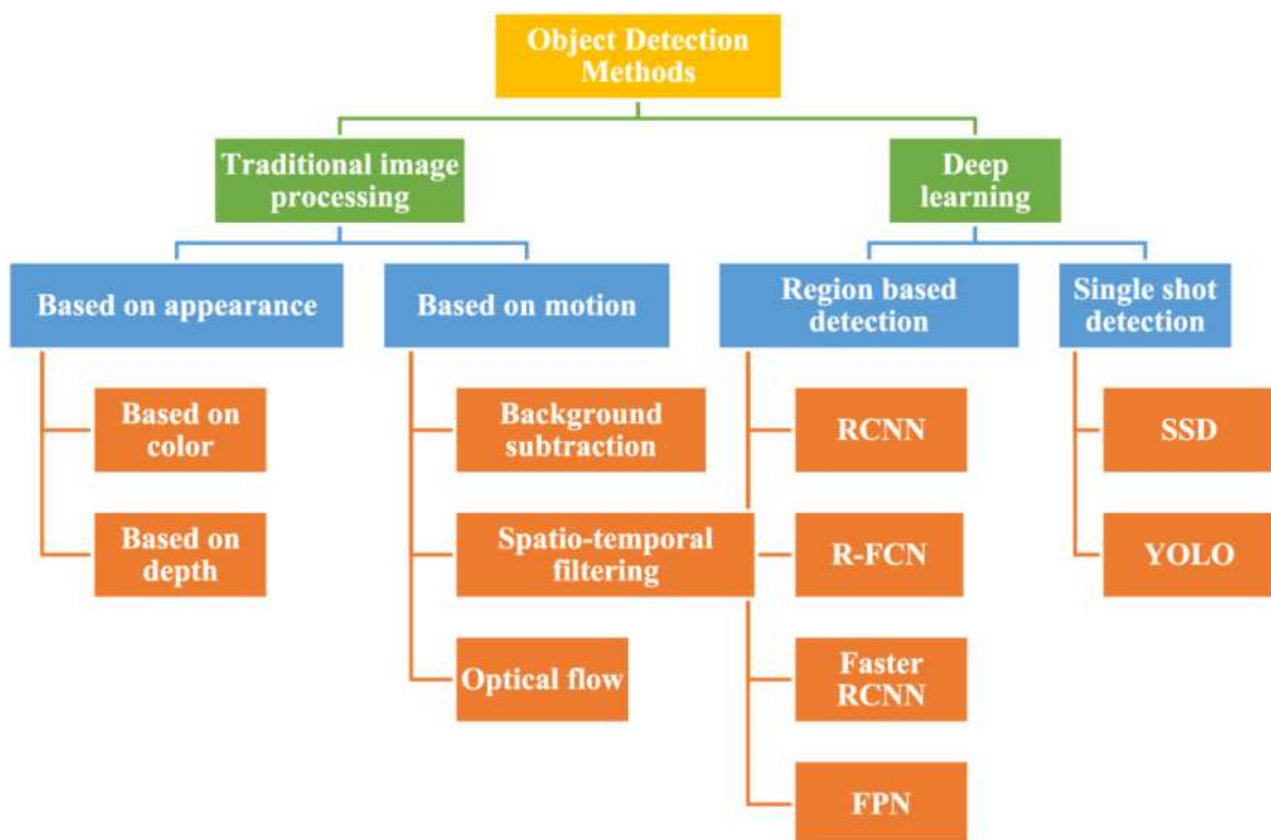 Object Detection
Methods
Traditional image
processing
Deep
learning
Based on appearance
Based on motion
Region based
detection
Single shot
detection
Based on
color
Based on
depth
Background
subtraction
Spatio-temporal
filtering
Optical flow
RCNN
R-FCN
Faster
RCNN
FPN
SSD
YOLO